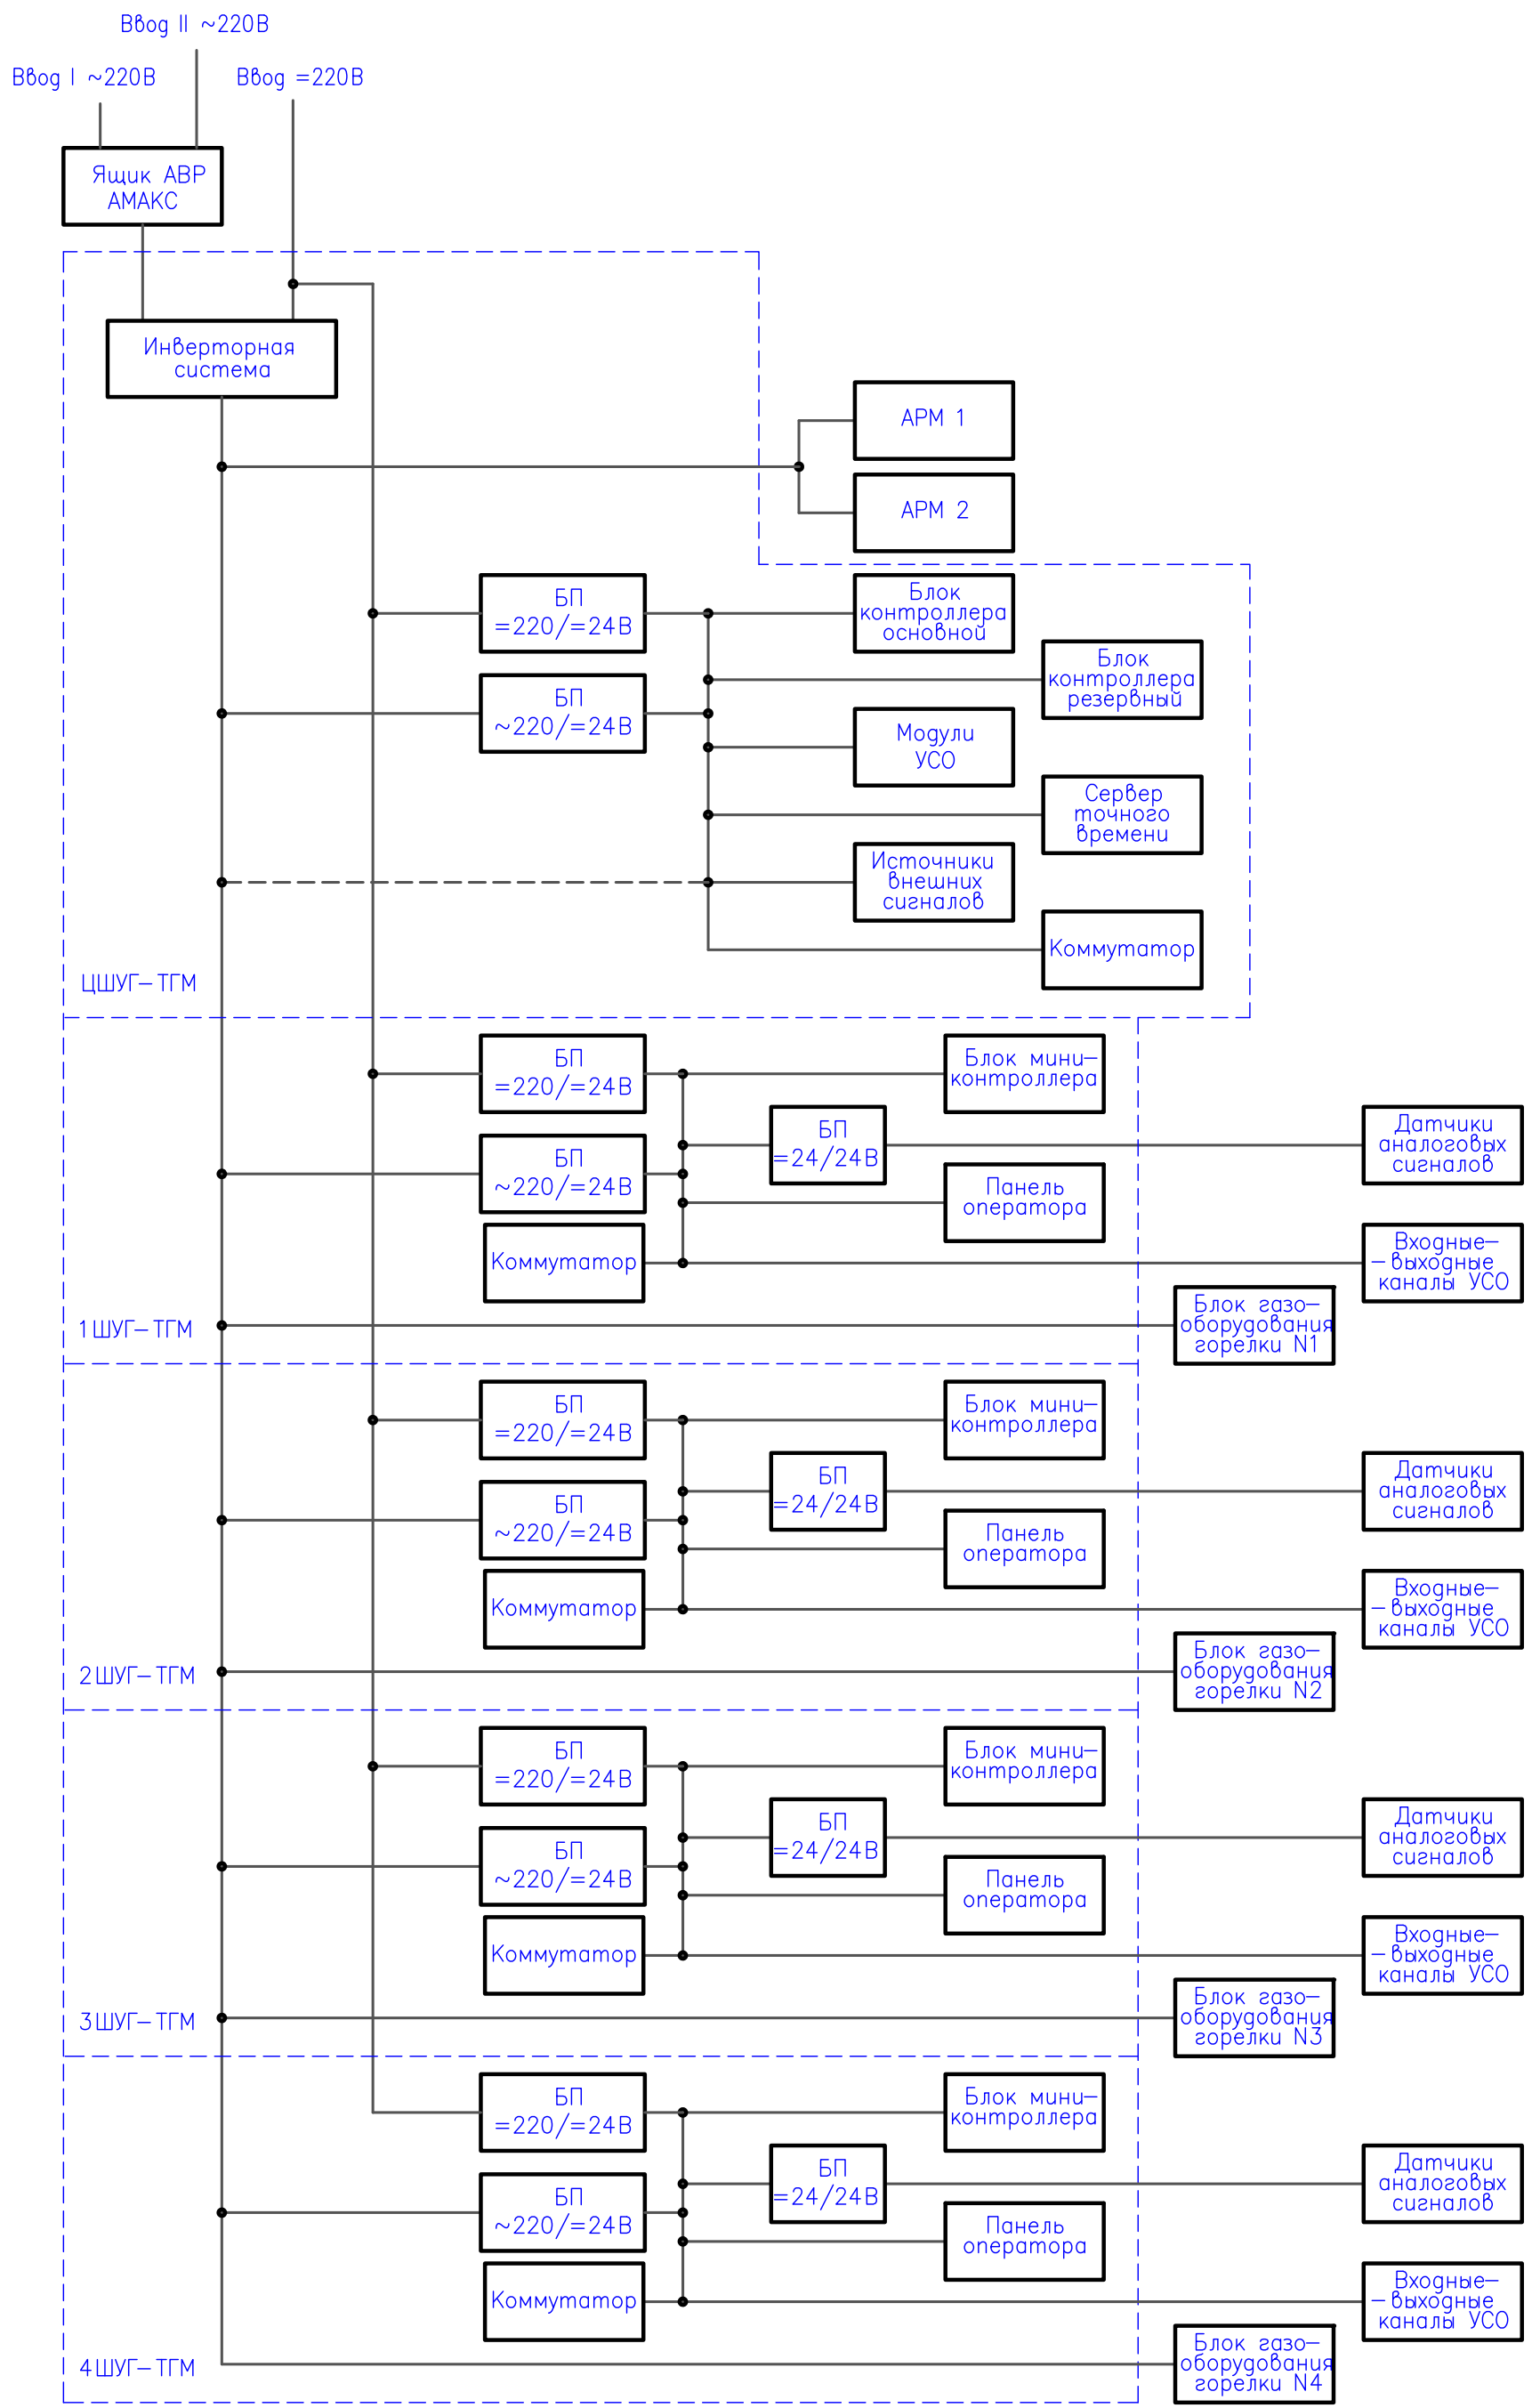 Ввод II ~220В
Ввод I ~220В
Ввод =220В
Ящик АВР
АМАКС
Инверторная
система
АРМ 1
АРМ 2
БП
=220/=24В
Блок
контроллера
основной
Блок
контроллера
резервный
БП
~220/=24В
Модули
УСО
Сервер
точного
времени
Источники
внешних
сигналов
Коммутатор
ЦШУГ-ТГМ
БП
=220/=24В
Блок мини-
контроллера
БП
=24/24В
Датчики
аналоговых
сигналов
БП
~220/=24В
Панель
оператора
Коммутатор
Входные-
-выходные
каналы УСО
Блок газо-
оборудования
горелки N1
1ШУГ-ТГМ
БП
=220/=24В
Блок мини-
контроллера
БП
=24/24В
Датчики
аналоговых
сигналов
БП
~220/=24В
Панель
оператора
Коммутатор
Входные-
-выходные
каналы УСО
Блок газо-
оборудования
горелки N2
2ШУГ-ТГМ
БП
=220/=24В
Блок мини-
контроллера
БП
=24/24В
Датчики
аналоговых
сигналов
БП
~220/=24В
Панель
оператора
Коммутатор
Входные-
-выходные
каналы УСО
Блок газо-
оборудования
горелки N3
3ШУГ-ТГМ
БП
=220/=24В
Блок мини-
контроллера
БП
=24/24В
Датчики
аналоговых
сигналов
БП
~220/=24В
Панель
оператора
Коммутатор
Входные-
-выходные
каналы УСО
Блок газо-
оборудования
горелки N4
4ШУГ-ТГМ